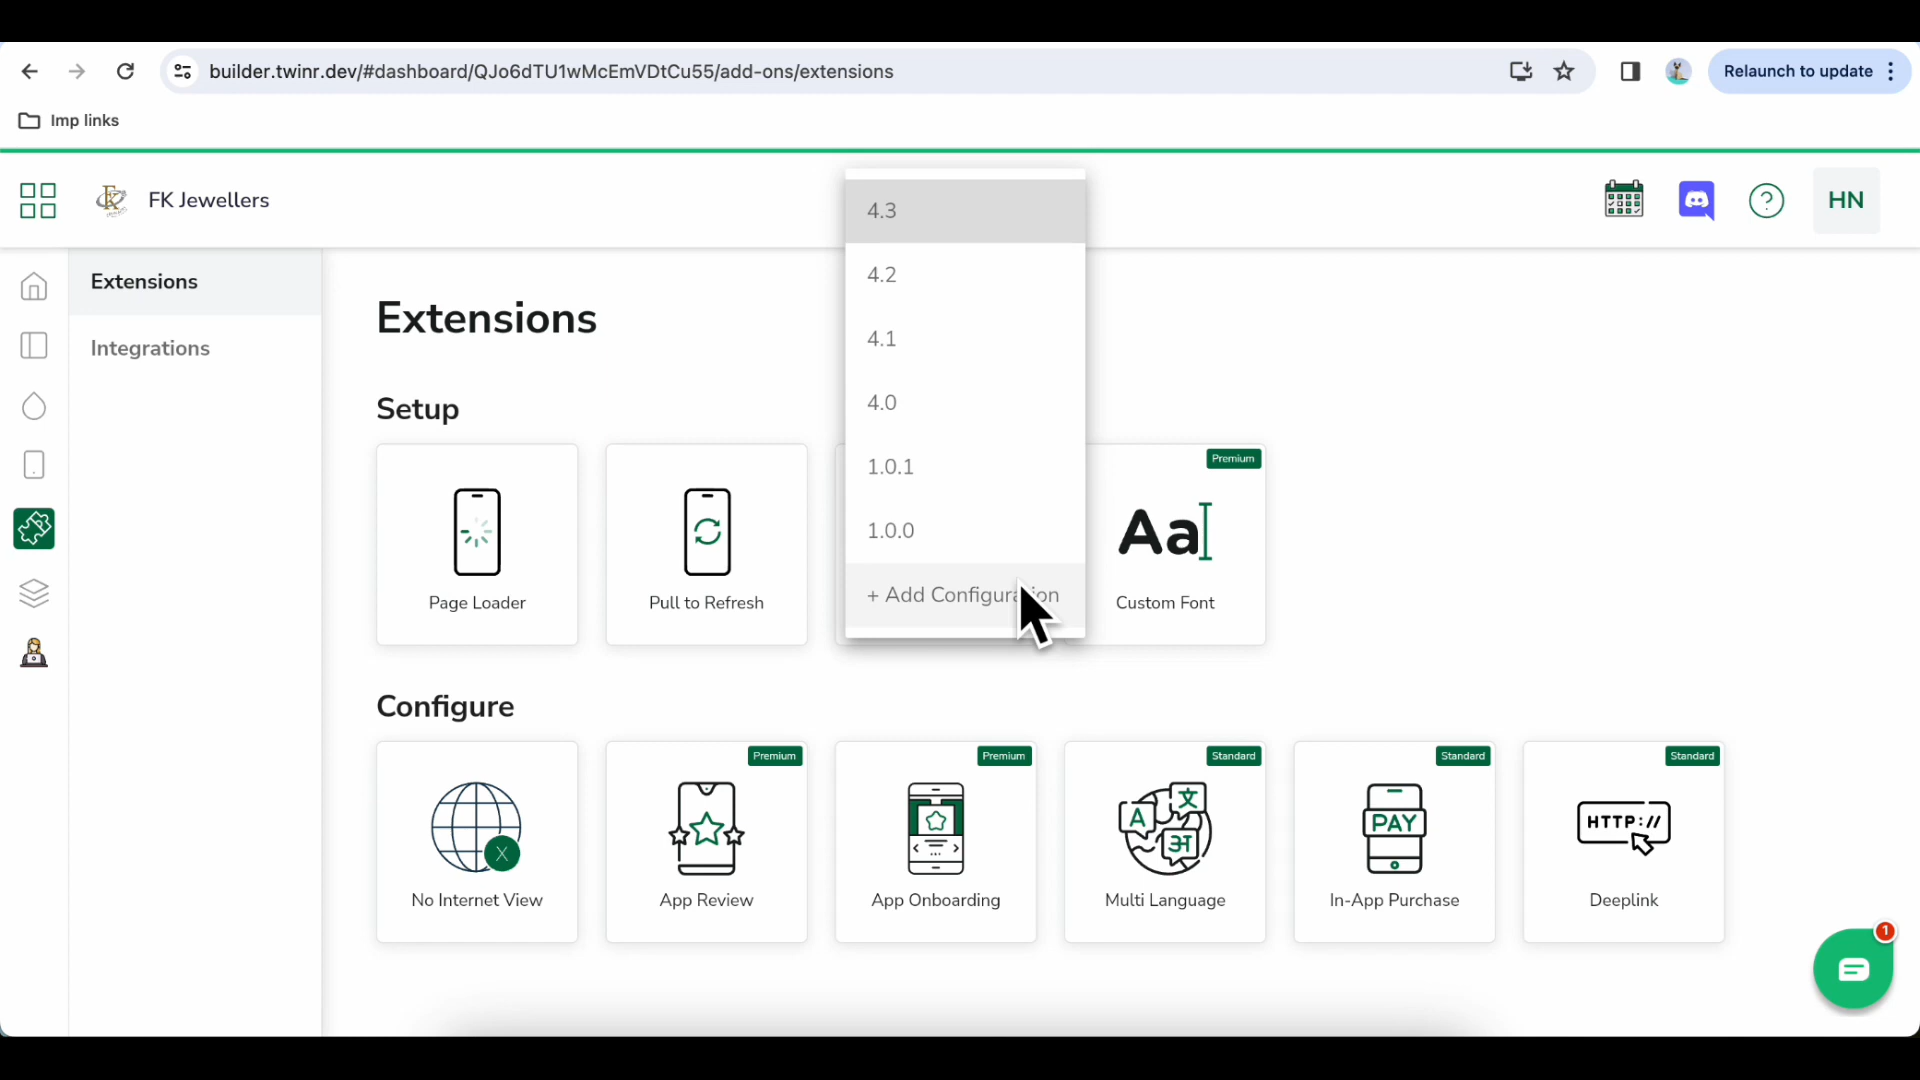 builder.twinr.dev/#dashboard/QJo6dTU1wMcEmVDtCu55/add-ons/extensions
Relaunch to update
Imp links
FK Jewellers
HN
4.3
4.2
4.1
4.0
1.0.1
1.0.0
+ Add Configuration
Extensions
Integrations
Extensions
Setup
Page Loader
Pull to Refresh
Premium
Aa
Custom Font
Configure
X
No Internet View
Premium
App Review
Premium
App Onboarding
Standard
A
文
अ
Multi Language
Standard
PAY
In-App Purchase
Standard
HTTP://
Deeplink
1